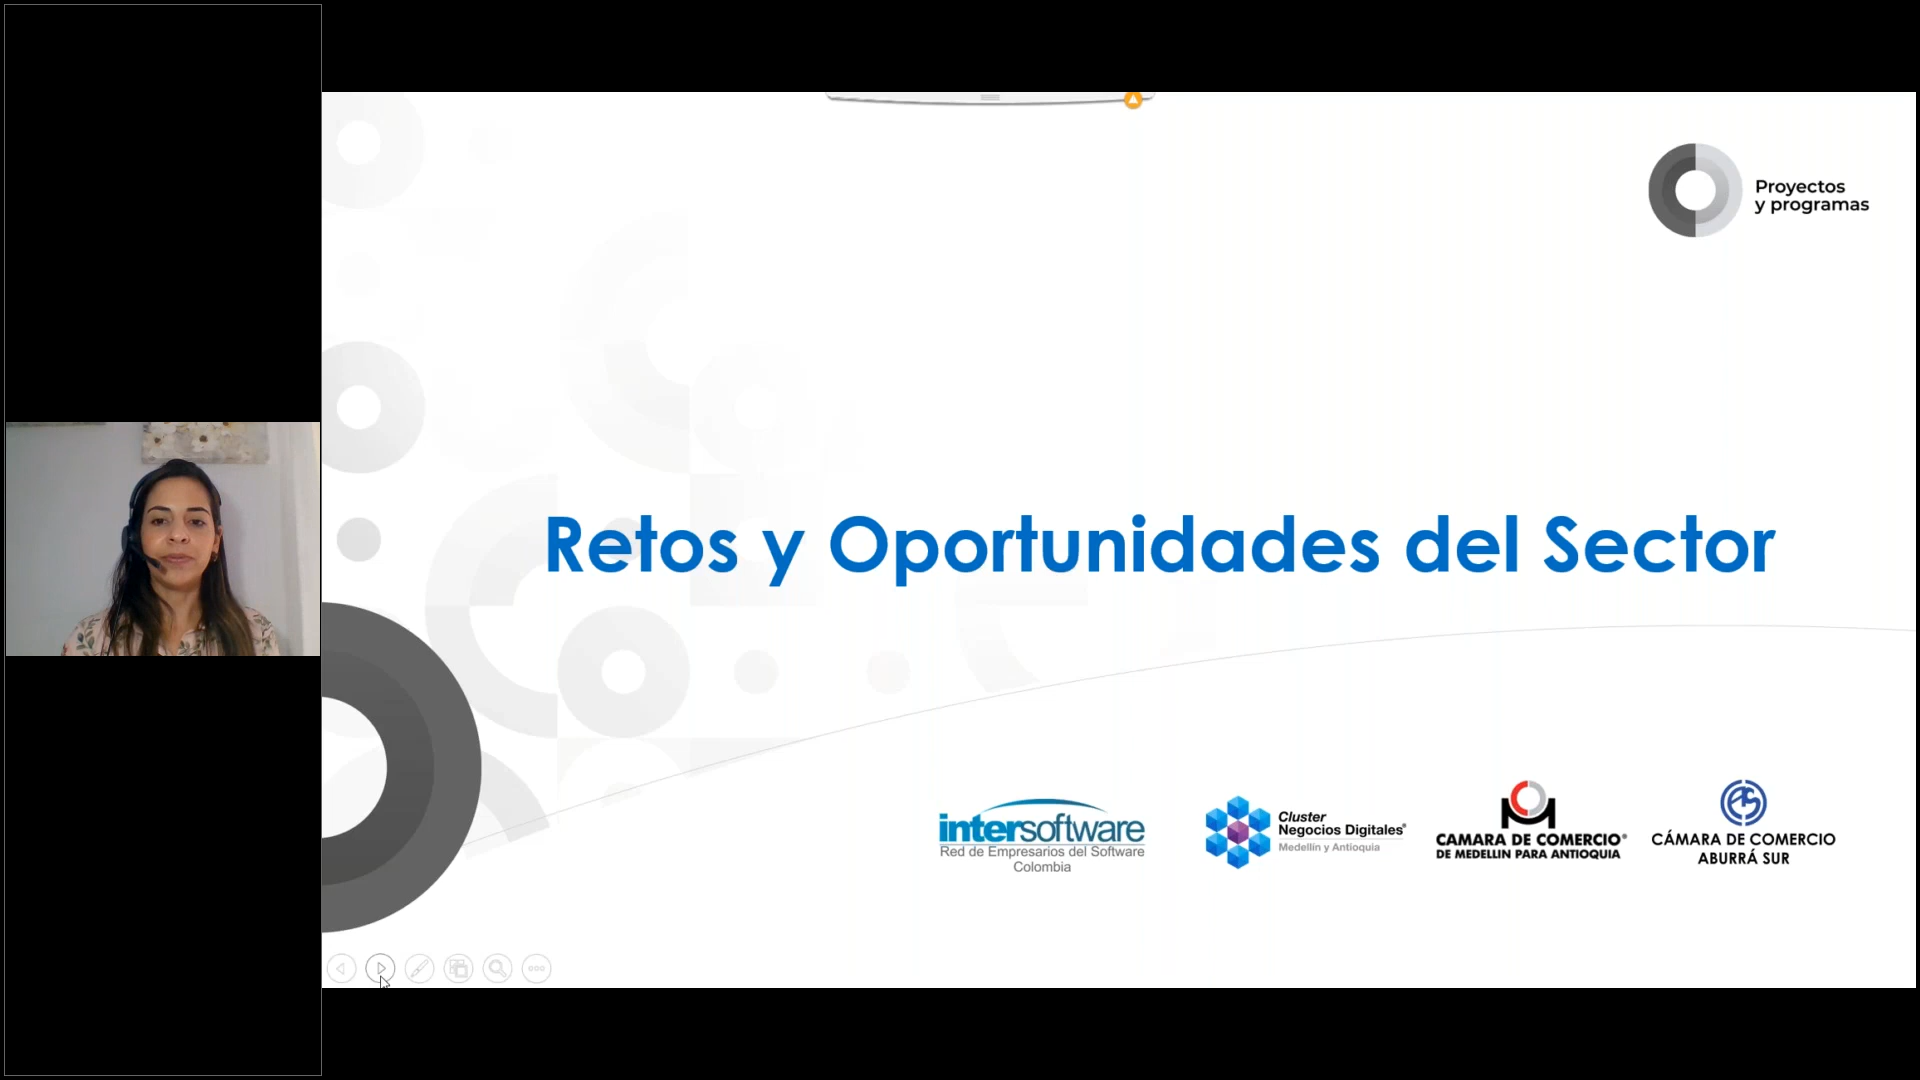 Proyectos
y programas
Retos y Oportunidades del Sector
intersoftware
Red de Empresarios del Software
Colombia
Cluster
Negocios Digitales®
Medellín y Antioquia
CAMARA DE COMERCIO®
DE MEDELLIN PARA ANTIOQUIA
CÁMARA DE COMERCIO
ABURRÁ SUR